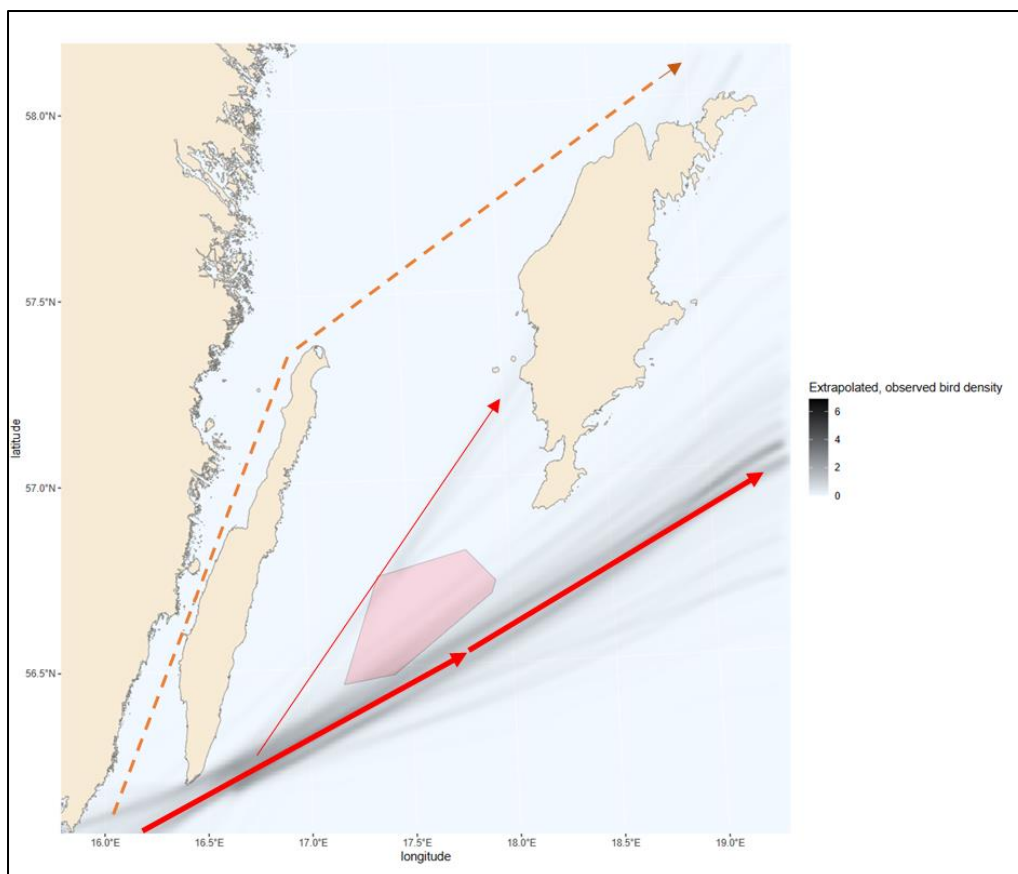 58.0°N
57.5°N
57.0°N
56.5°N
latitude
16.0°E
16.5°E
17.0°E
17.5°E
18.0°E
18.5°E
19.0°E
longitude
Extrapolated, observed bird density
6
4
2
0